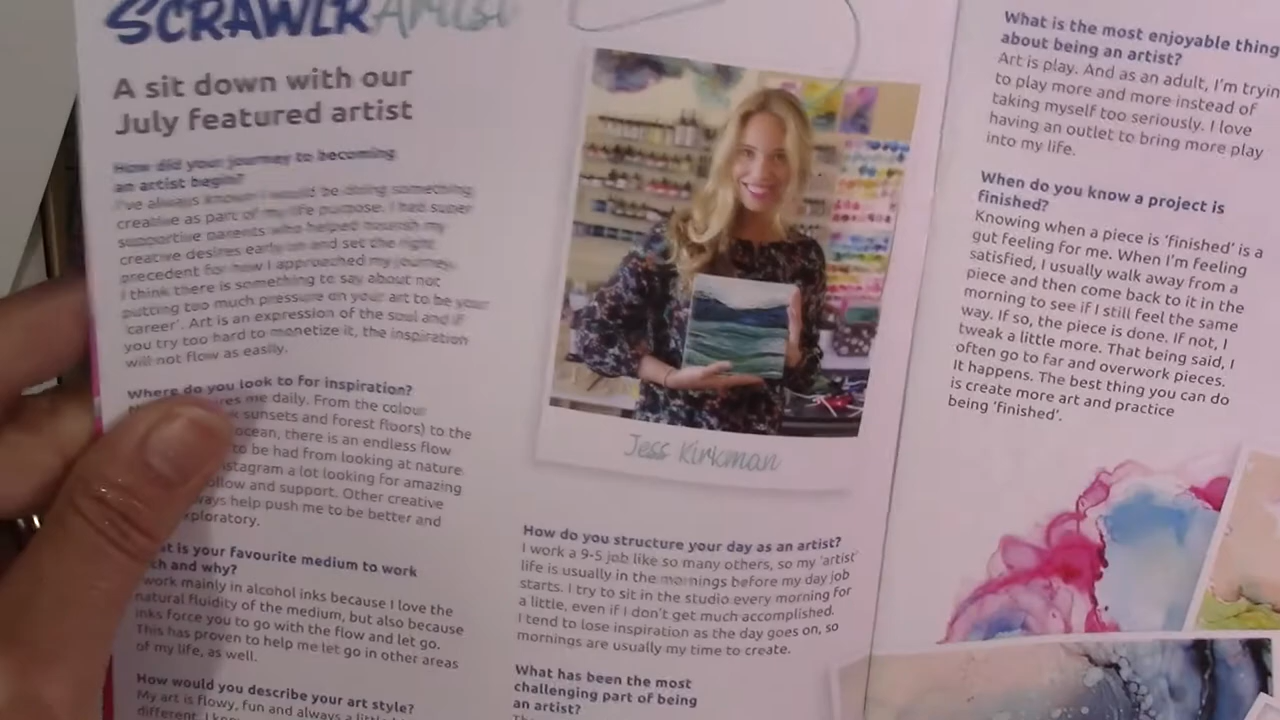 SCRAWLR Artist
A sit down with our
July featured artist
How did your journey to becoming
an artist begin?
I've always known I would be doing something
creative as part of my life purpose. I had super
supportive parents who helped nourish my
creative desires early on and set the right
precedent for how I approached my journey.
I think there is something to say about not
putting too much pressure on your art to be your
'career'. Art is an expression of the soul and if
you try too hard to monetize it, the inspiration
will not flow as easily.
Where do you look to for inspiration?
me daily. From the colour
sunsets and forest floors) to the
ocean, there is an endless flow
to be had from looking at nature
a lot looking for amazing
and support. Other creative
help push me to be better and
is your favourite medium to work
and why?
work mainly in alcohol inks because I love the
natural fluidity of the medium, but also because
inks force you to go with the flow and let go.
This has proven to help me let go in other areas
of my life, as well.
How would you describe your art style?
My art is flowy, fun and always a little
different. I
Jess Kirkman
How do you structure your day as an artist?
I work a 9-5 job like so many others, so my 'artist'
life is usually in the mornings before my day job
starts. I try to sit in the studio every morning for
a little, even if I don't get much accomplished.
I tend to lose inspiration as the day goes on, so
mornings are usually my time to create.
What has been the most
challenging part of being
an artist?
What is the most enjoyable thing
about being an artist?
Art is play. And as an adult, I'm
to play more and more instead of
taking myself too seriously. I love
having an outlet to bring more play
into my life.
When do you know a project is
finished?
Knowing when a piece is 'finished' is a
gut feeling for me. When I'm feeling
satisfied, I usually walk away from a
piece and then come back to it in the
morning to see if I still feel the same
way. If so, the piece is done. If not, I
tweak a little more. That being said, I
often go to far and overwork pieces.
It happens. The best thing you can do
is create more art and practice
being 'finished'.